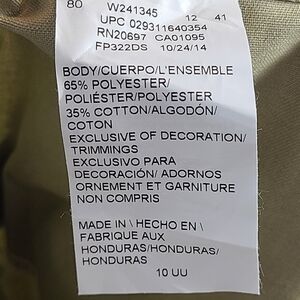 80 W241345
UPC 029311640354 12 41
RN20697 CA01095
FP322DS 10/24/14
BODY/CUERPO/L'ENSEMBLE
65% POLYESTER/
POLIÉSTER/POLYESTER
35% COTTON/ALGODÓN/
COTON
EXCLUSIVE OF DECORATION/
TRIMMINGS
EXCLUSIVO PARA
DECORACIÓN/ ADORNOS
ORNEMENT ET GARNITURE
NON COMPRIS
MADE IN \ HECHO EN \
FABRIQUE AUX
HONDURAS/HONDURAS/
HONDURAS
10 UU